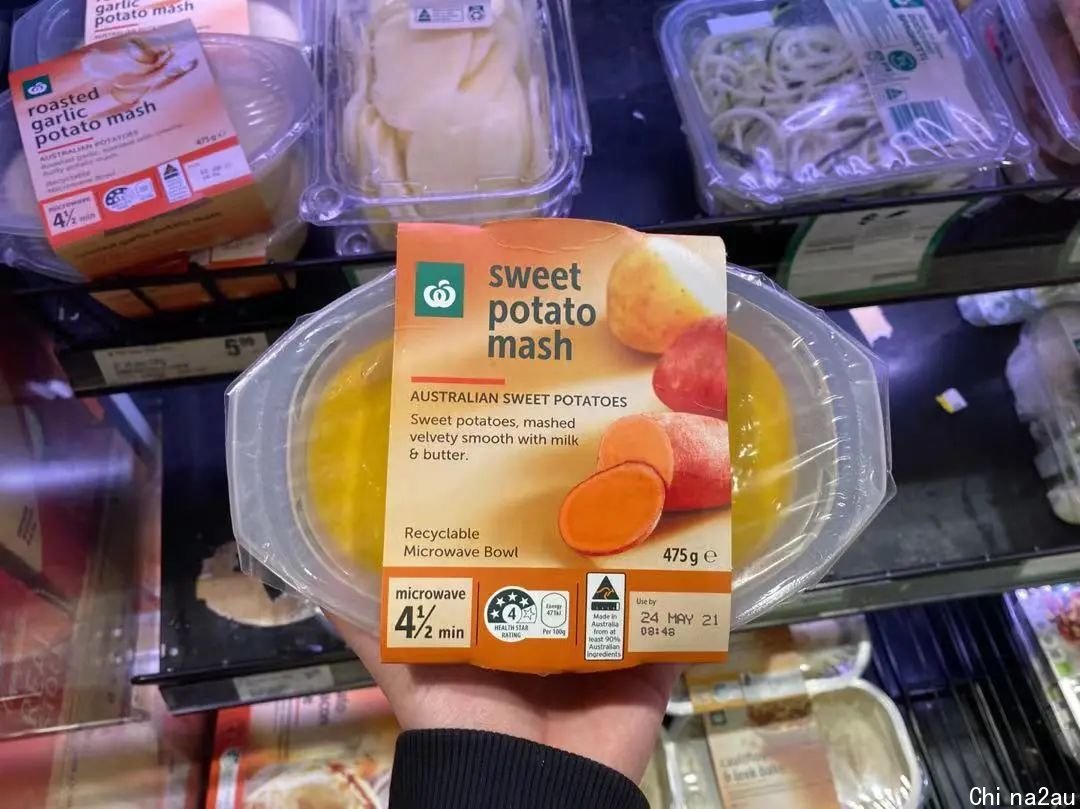 garlic
potato mash
roasted
garlic
potato mash
AUSTRALIAN POTATOES
475g e
Microwave Bowl
microwave
4½ min
5
sweet
potato
mash
AUSTRALIAN SWEET POTATOES
Sweet potatoes, mashed
velvety smooth with milk
& butter.
Recyclable
Microwave Bowl
475g e
microwave
4½ min
4
HEALTH STAR
RATING
Energy
471kJ
Per 100g
Made in
Australia
from at
least 90%
Australian
ingredients
Use by
24 MAY 21
08:48
Chi na2au